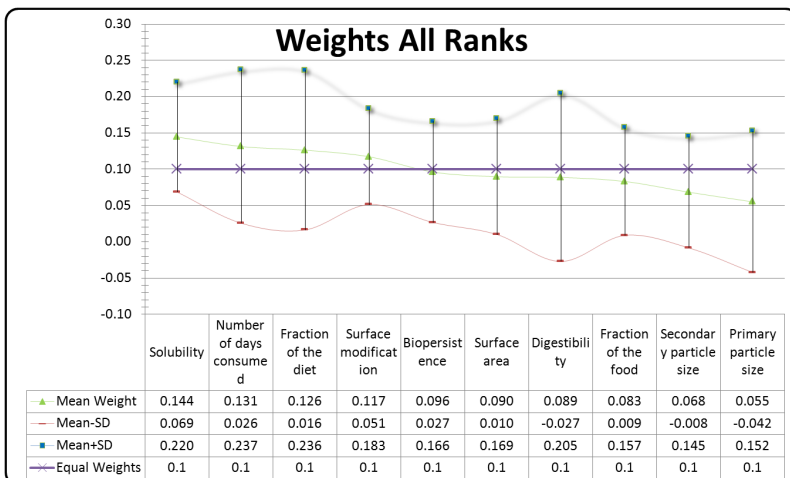 Weights All Ranks
0.30
0.25
0.20
0.15
0.10
0.05
0.00
-0.05
-0.10
Solubility
Number
of days
consume
d
Fraction
of the
diet
Surface
modificat
ion
Biopersist
ence
Surface
area
Digestibili
ty
Fraction
of the
food
Secondar
y particle
size
Primary
particle
size
Mean Weight 0.144 0.131 0.126 0.117 0.096 0.090 0.089 0.083 0.068 0.055
Mean-SD 0.069 0.026 0.016 0.051 0.027 0.010 -0.027 0.009 -0.008 -0.042
Mean+SD 0.220 0.237 0.236 0.183 0.166 0.169 0.205 0.157 0.145 0.152
Equal Weights 0.1 0.1 0.1 0.1 0.1 0.1 0.1 0.1 0.1 0.1